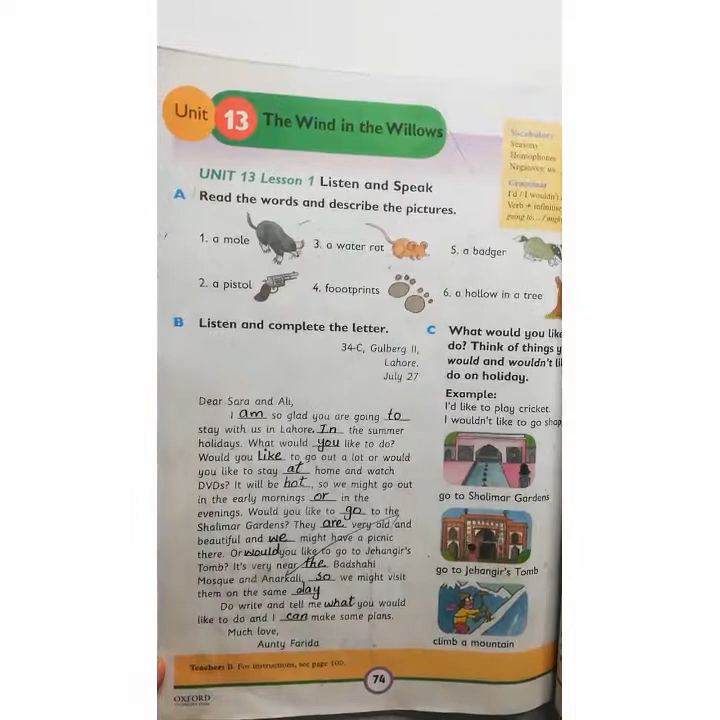 Unit 13 The Wind in the Willows
Vocabulary
Seasons
Homophones
Negatives: us
Grammar
I'd / I wouldn't
Verb + infinitive
going to... / might
UNIT 13 Lesson 1 Listen and Speak
A Read the words and describe the pictures.
1. a mole
3. a water rat
5. a badger
2. a pistol
4. foootprints
6. a hollow in a tree
B Listen and complete the letter.
34-C, Gulberg II,
Lahore.
July 27
Dear Sara and Ali,
I am so glad you are going to
stay with us in Lahore. In the summer
holidays. What would you like to do?
Would you like to go out a lot or would
you like to stay at home and watch
DVDs? It will be hot, so we might go out
in the early mornings or in the
evenings. Would you like to go to the
Shalimar Gardens? They are very old and
beautiful and we might have a picnic
there. Or would you like to go to Jehangir's
Tomb? It's very near the Badshahi
Mosque and Anarkali, so we might visit
them on the same day
Do write and tell me what you would
like to do and I can make some plans.
Much love,
Aunty Farida
C What would you like
do? Think of things y
would and wouldn't li
do on holiday.
Example:
I'd like to play cricket.
I wouldn't like to go shop
go to Shalimar Gardens
go to Jehangir's Tomb
climb a mountain
Teacher: B. For instructions, see page 100.
74
OXFORD